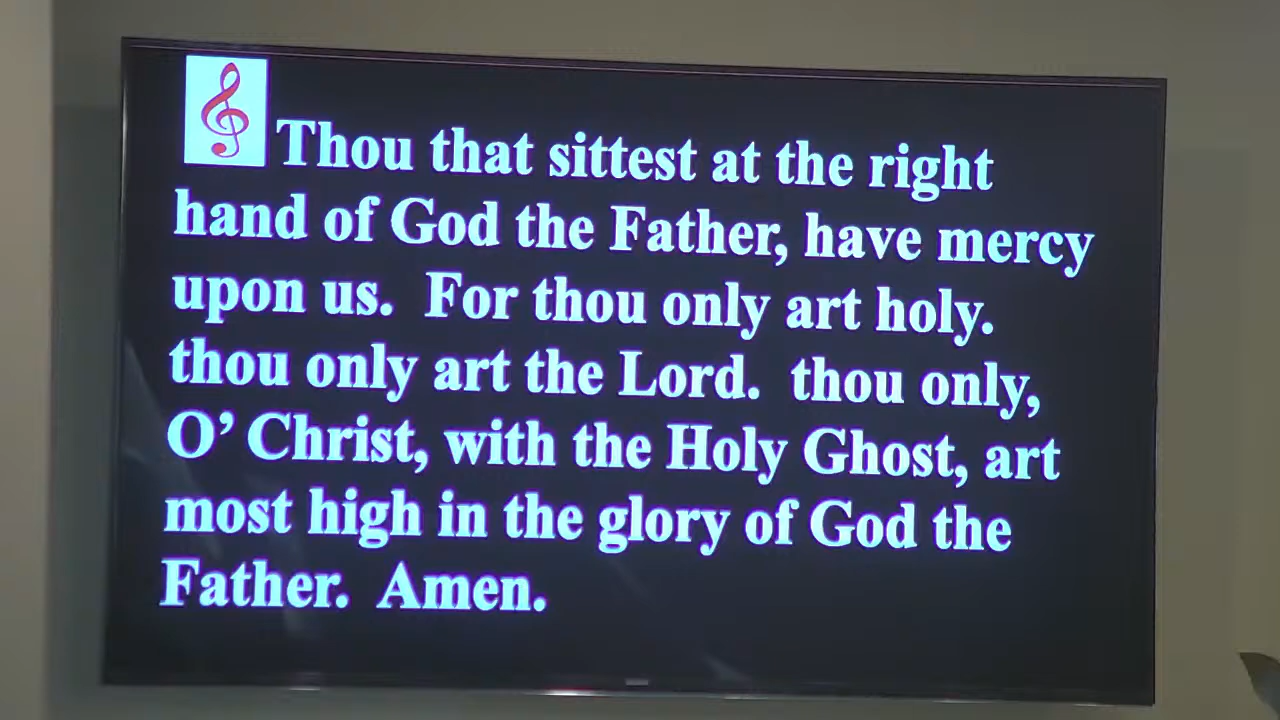 Thou that sittest at the right
hand of God the Father, have mercy
upon us. For thou only art holy.
thou only art the Lord. thou only,
O’ Christ, with the Holy Ghost, art
most high in the glory of God the
Father. Amen.